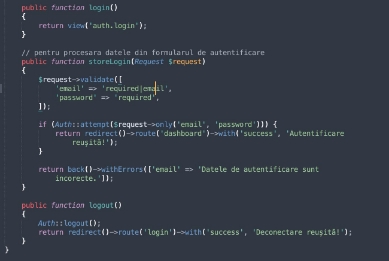 public function login()
{
return view('auth.login');
}
// pentru procesara datele din formularul de autentificare
public function storeLogin(Request $request)
{
$request->validate([
'email' => 'required|email',
'password' => 'required',
]);
if (Auth::attempt($request->only('email', 'password'))) {
return redirect()->route('dashboard')->with('success', 'Autentificare
reușită!');
}
return back()->withErrors(['email' => 'Datele de autentificare sunt
incorecte.']);
}
public function logout()
{
Auth::logout();
return redirect()->route('login')->with('success', 'Deconectare reușită!');
}
}